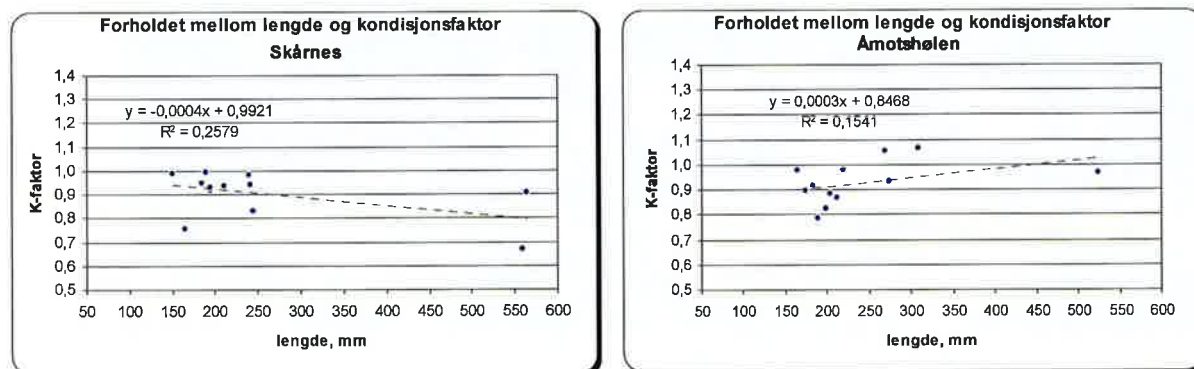 Forholdet mellom lengde og kondisjonsfaktor
Skårnes
K-faktor
1,4
1,3
1,2
1,1
1,0
0,9
0,8
0,7
0,6
0,5
y = -0,0004x + 0,9921
R² = 0,2579
50 100 150 200 250 300 350 400 450 500 550 600
lengde, mm
Forholdet mellom lengde og kondisjonsfaktor
Åmotshølen
K-faktor
1,4
1,3
1,2
1,1
1,0
0,9
0,8
0,7
0,6
0,5
y = 0,0003x + 0,8468
R² = 0,1541
50 100 150 200 250 300 350 400 450 500 550 600
lengde, mm